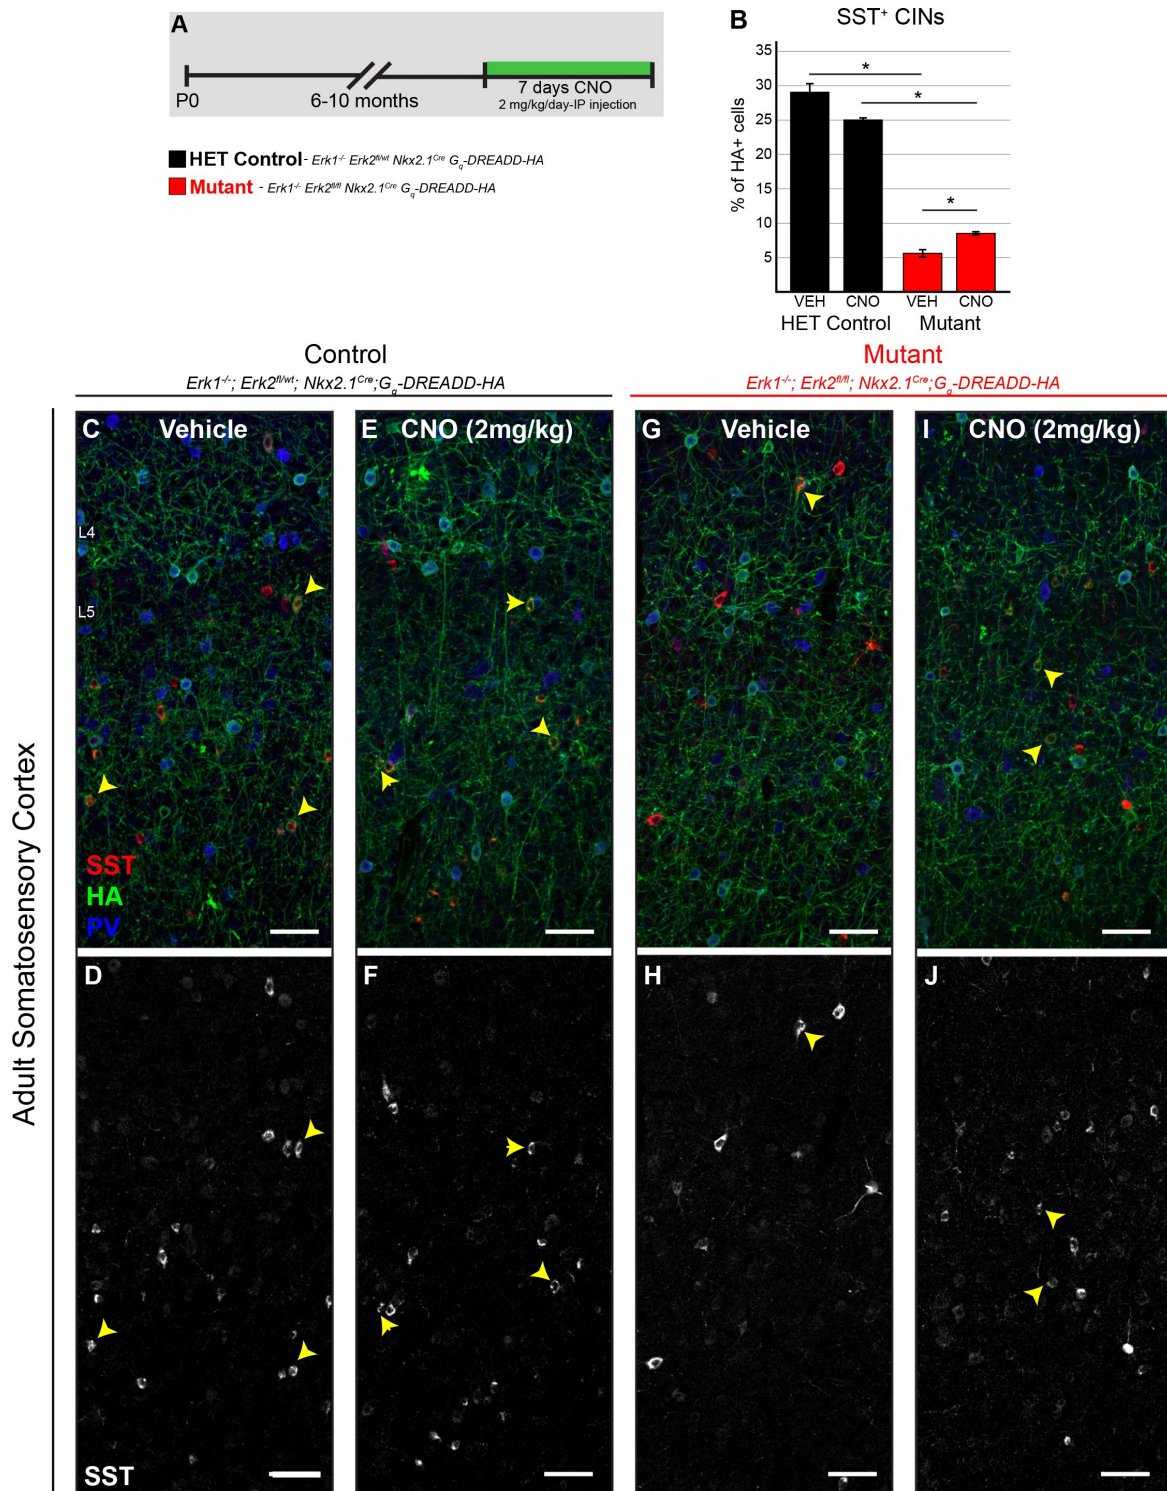 A
P0
6-10 months
7 days CNO
2 mg/kg/day-IP injection
HET Control- Erk1-/- Erk2fl/wt Nkx2.1Cre Gq-DREADD-HA
Mutant - Erk1-/- Erk2fl/fl Nkx2.1Cre Gq-DREADD-HA
B
SST+ CINs
% of HA+ cells
35
30
25
20
15
10
5
*
*
*
VEH CNO VEH CNO
HET Control Mutant
Control
Erk1-/-; Erk2fl/wt; Nkx2.1Cre;Gq-DREADD-HA
Mutant
Erk1-/-; Erk2fl/fl; Nkx2.1Cre;Gq-DREADD-HA
Adult Somatosensory Cortex
C Vehicle
L4
L5
SST
HA
PV
E CNO (2mg/kg)
G Vehicle
I CNO (2mg/kg)
D
SST
F
H
J